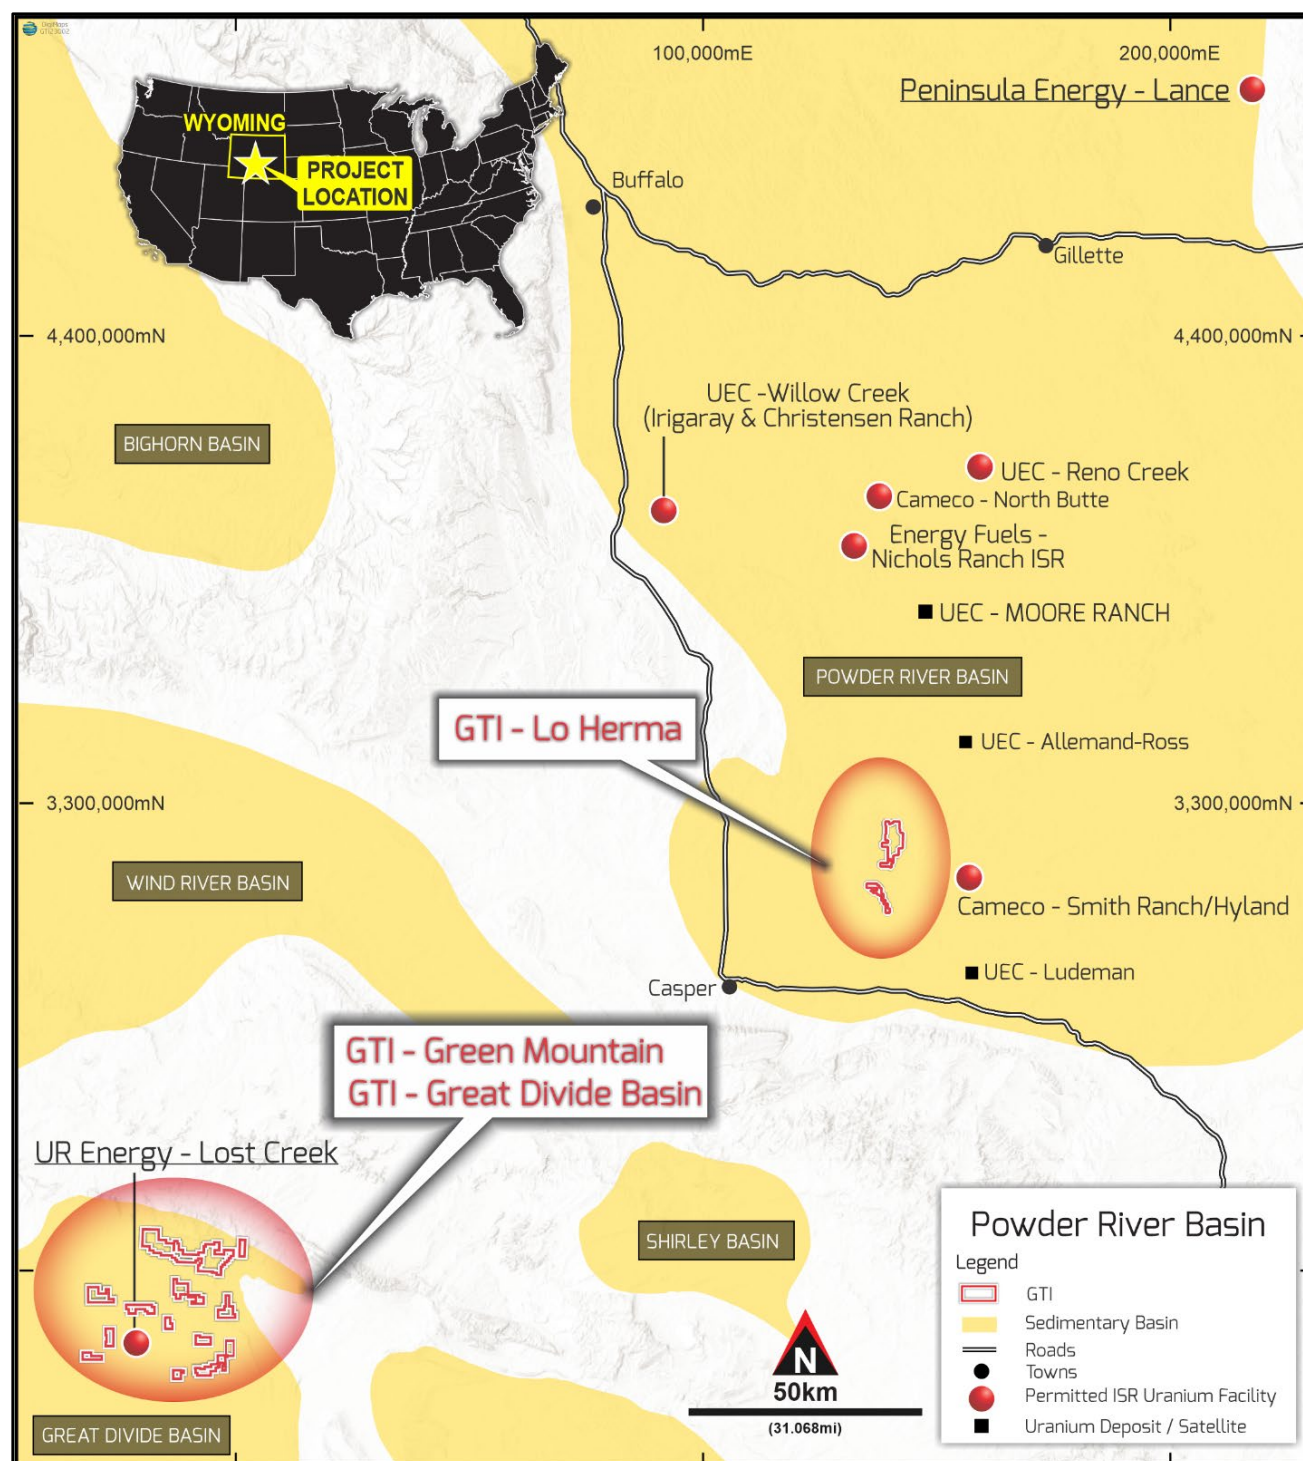 DigiMaps
100,000mE
200,000mE
Peninsula Energy - Lance
WYOMING
PROJECT
LOCATION
Buffalo
Gillette
4,400,000mN
4,400,000mN
UEC -Willow Creek
(Irigaray & Christensen Ranch)
BIGHORN BASIN
UEC - Reno Creek
Cameco - North Butte
Energy Fuels -
Nichols Ranch ISR
UEC - MOORE RANCH
POWDER RIVER BASIN
GTI - Lo Herma
UEC - Allemand-Ross
3,300,000mN
3,300,000mN
WIND RIVER BASIN
Cameco - Smith Ranch/Hyland
UEC - Ludeman
Casper
GTI - Green Mountain
GTI - Great Divide Basin
UR Energy - Lost Creek
SHIRLEY BASIN
Powder River Basin
Legend
GTI
Sedimentary Basin
Roads
Towns
Permitted ISR Uranium Facility
Uranium Deposit / Satellite
N
50km
(31.068mi)
GREAT DIVIDE BASIN